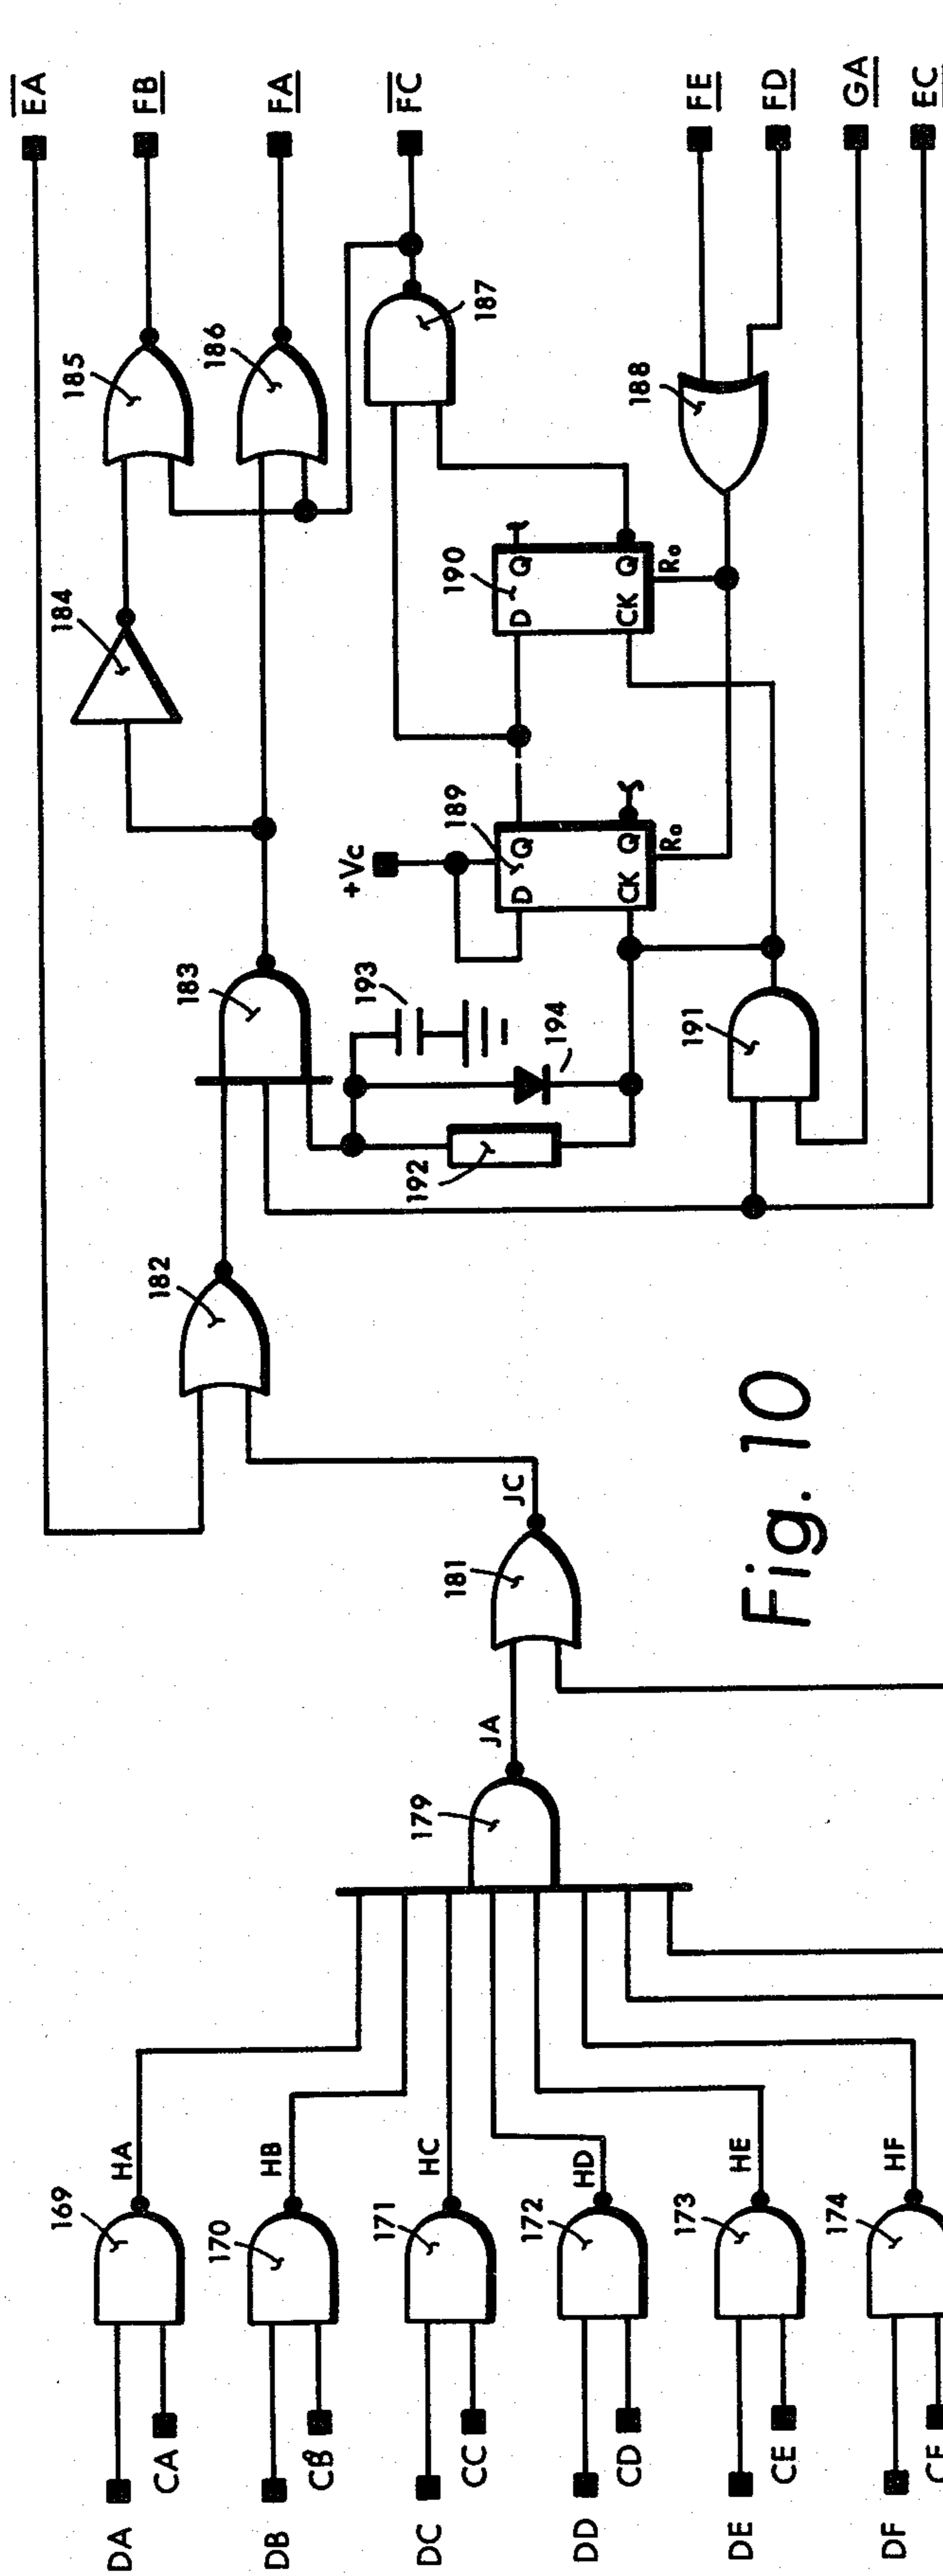 EA
FB
FA
FC
FE
FD
GA
EC
185
186
187
188
184
190
D
Q
CK
Q
Ro
189
D
Q
CK
Q
Ro
+Vc
183
193
194
192
191
182
Fig. 10
181
JC
JA
179
169
HA
170
HB
171
HC
172
HD
173
HE
174
HF
DA
CA
DB
CB
DC
CC
DD
CD
DE
CE
DF
CF